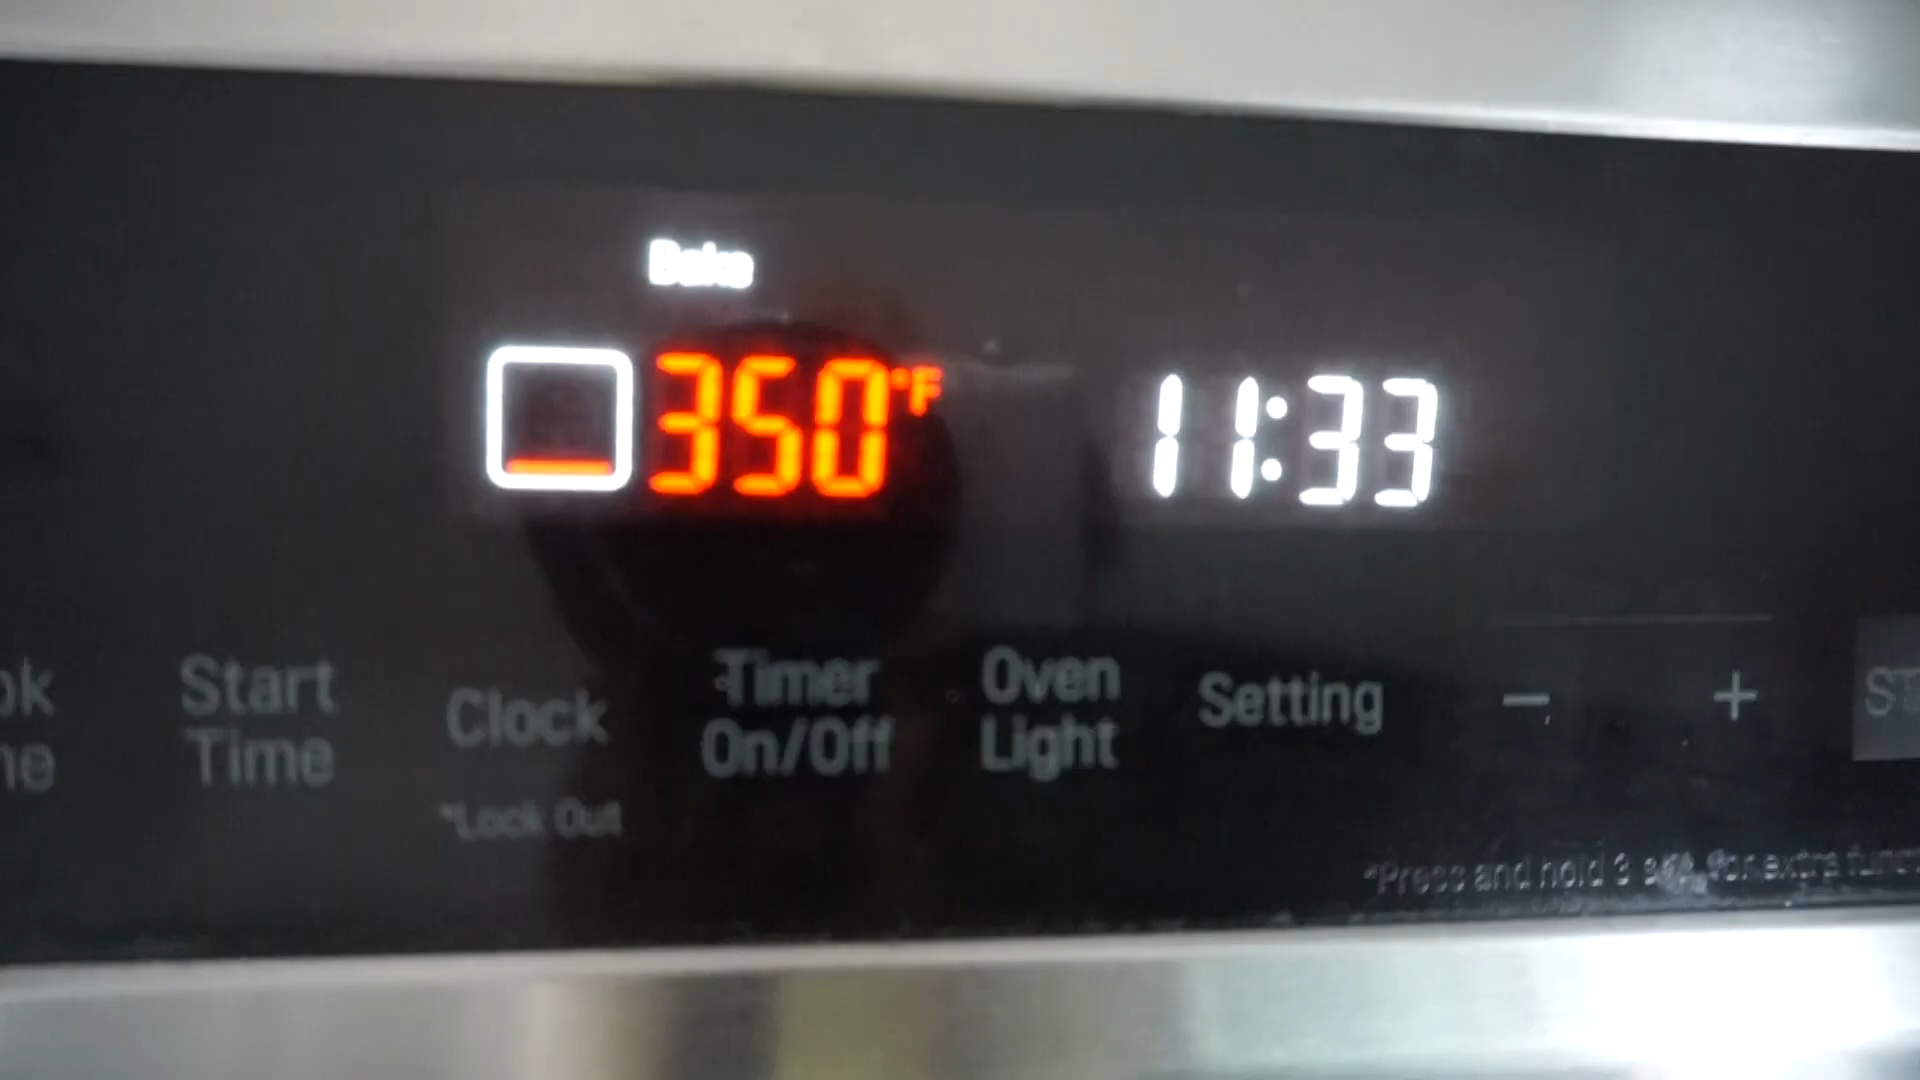 Bake
350°F 11:33
Start Time
Clock
*Lock Out
Timer On/Off
Oven Light
Setting
- +
*Press and hold 3 sec. for extra